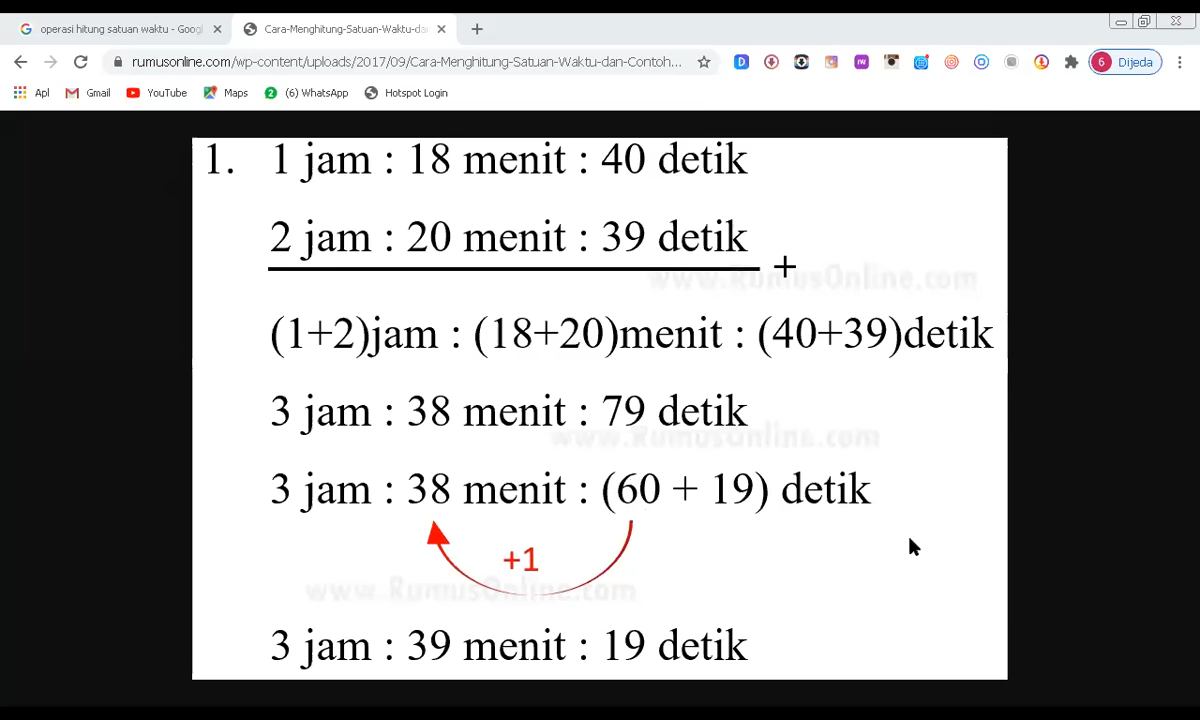 operasi hitung satuan waktu - Googl
Cara-Menghitung-Satuan-Waktu-da
rumusonline.com/wp-content/uploads/2017/09/Cara-Menghitung-Satuan-Waktu-dan-Contoh...
6 Dijeda
Apl Gmail YouTube Maps 2 (6) WhatsApp Hotspot Login
1. 1 jam : 18 menit : 40 detik
2 jam : 20 menit : 39 detik
+
www.RumusOnline.com
(1+2)jam : (18+20)menit : (40+39)detik
3 jam : 38 menit : 79 detik
www.RumusOnline.com
3 jam : 38 menit : (60 + 19) detik
+1
www.RumusOnline.com
3 jam : 39 menit : 19 detik